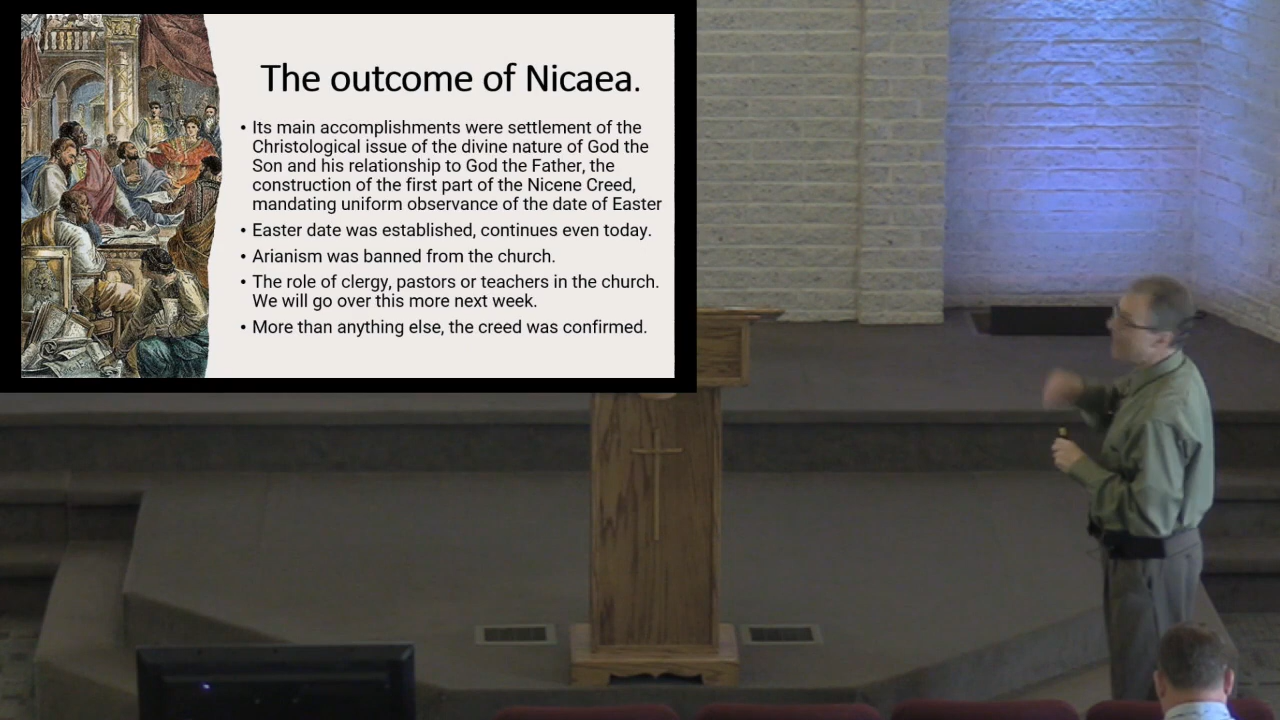 The outcome of Nicaea.
• Its main accomplishments were settlement of the
Christological issue of the divine nature of God the
Son and his relationship to God the Father, the
construction of the first part of the Nicene Creed,
mandating uniform observance of the date of Easter
• Easter date was established, continues even today.
• Arianism was banned from the church.
• The role of clergy, pastors or teachers in the church.
We will go over this more next week.
• More than anything else, the creed was confirmed.